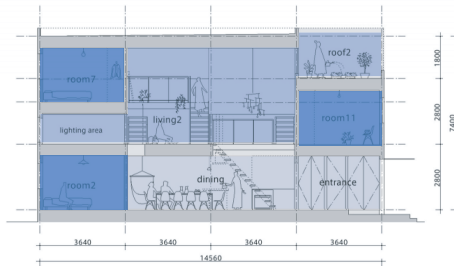 roof2
room7
room11
living2
lighting area
room2
dining
entrance
1800
2800
2800
7400
3640
3640
3640
3640
14560